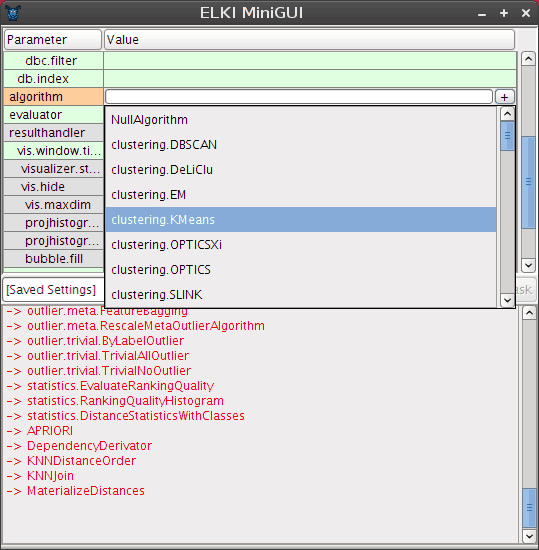 ELKI MiniGUI
Parameter Value
dbc.filter
db.index
algorithm +
evaluator
resulthandler
vis.window.ti...
visualizer.st...
vis.hide
vis.maxdim
projhistogr...
projhistogr...
bubble.fill
NullAlgorithm
clustering.DBSCAN
clustering.DeLiClu
clustering.EM
clustering.KMeans
clustering.OPTICSXi
clustering.OPTICS
clustering.SLINK
[Saved Settings] ask
-> outlier.meta.FeatureBagging
-> outlier.meta.RescaleMetaOutlierAlgorithm
-> outlier.trivial.ByLabelOutlier
-> outlier.trivial.TrivialAllOutlier
-> outlier.trivial.TrivialNoOutlier
-> statistics.EvaluateRankingQuality
-> statistics.RankingQualityHistogram
-> statistics.DistanceStatisticsWithClasses
-> APRIORI
-> DependencyDerivator
-> KNNDistanceOrder
-> KNNJoin
-> MaterializeDistances